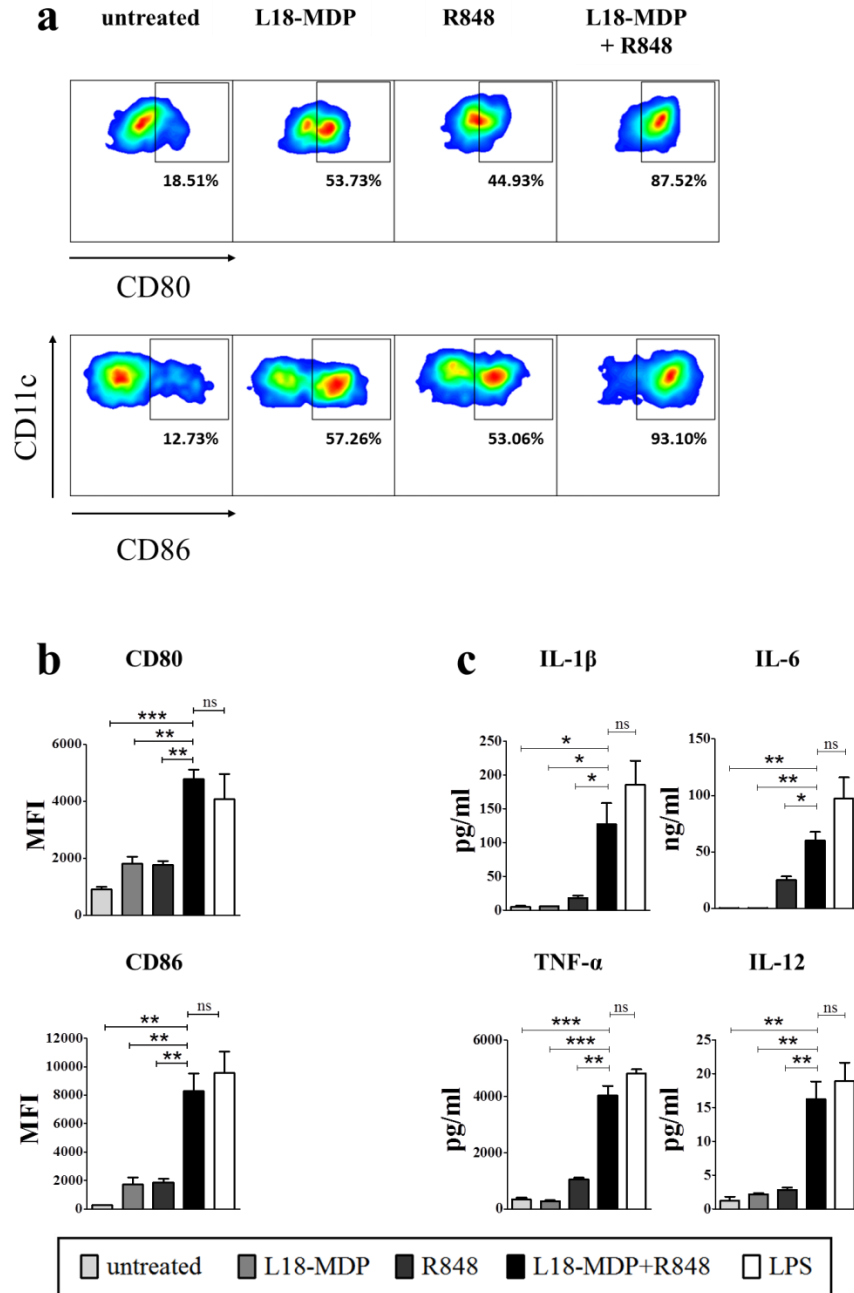 a
untreated L18-MDP R848 L18-MDP
+ R848
18.51% 53.73% 44.93% 87.52%
CD80
CD11c
12.73% 57.26% 53.06% 93.10%
CD86
b
CD80
*** ** ** ns
MFI
6000
4000
2000
0
CD86
** ** ** ns
MFI
12000
10000
8000
6000
4000
2000
0
c
IL-1β
* * * ns
pg/ml
250
200
150
100
50
0
IL-6
** ** * ns
ng/ml
150
100
50
0
TNF-α
*** *** ** ns
pg/ml
6000
4000
2000
0
IL-12
** ** ** ns
pg/ml
25
20
15
10
5
0
untreated L18-MDP R848 L18-MDP+R848 LPS